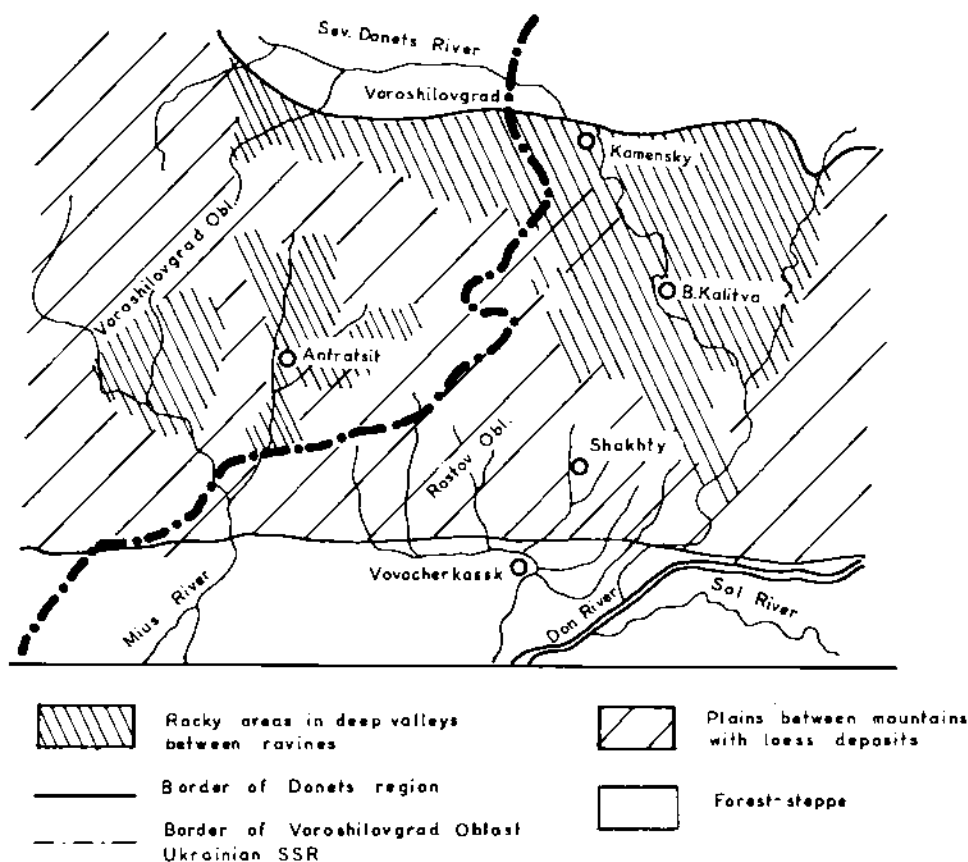 Sev. Donets River
Voroshilovgrad
Kamensky
Voroshilovgrad Obl.
B.Kalitva
Antratsit
Rostov Obl.
Shakhty
Vovacherkassk
Mius River
Don River
Sal River
Rocky areas in deep valleys
between ravines
Border of Donets region
Border of Voroshilovgrad Oblast
Ukrainian SSR
Plains between mountains
with loess deposits
Forest-steppe